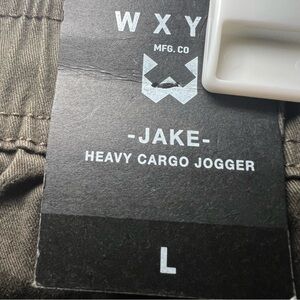 W X Y
MFG. CO
-JAKE-
HEAVY CARGO JOGGER
L